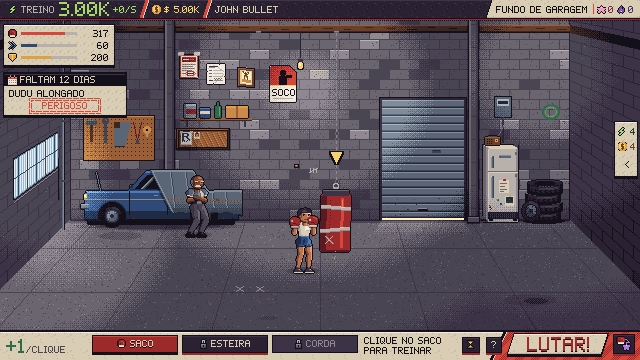 TREINO 3.00K +0/S $ 5.00K JOHN BULLET FUNDO DE GARAGEM 0 0
317
60
200
FALTAM 12 DIAS
DUDU ALONGADO
PERIGOSO
SOCO
R
4
4
+1/CLIQUE SACO ESTEIRA CORDA CLIQUE NO SACO PARA TREINAR ? LUTAR!